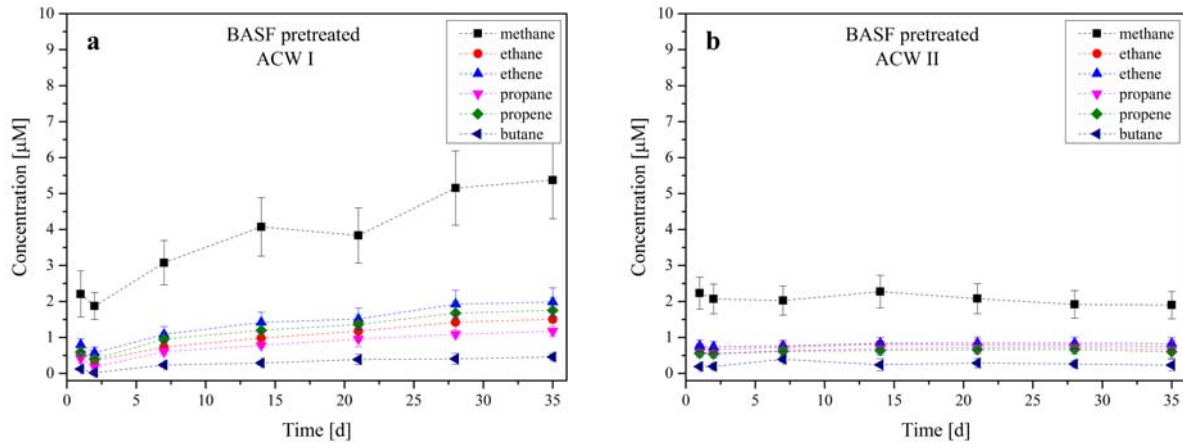 a
BASF pretreated
ACW I
methane
ethane
ethene
propane
propene
butane
Concentration [µM]
10
9
8
7
6
5
4
3
2
1
0
0 5 10 15 20 25 30 35
Time [d]
b
BASF pretreated
ACW II
methane
ethane
ethene
propane
propene
butane
Concentration [µM]
10
9
8
7
6
5
4
3
2
1
0
0 5 10 15 20 25 30 35
Time [d]